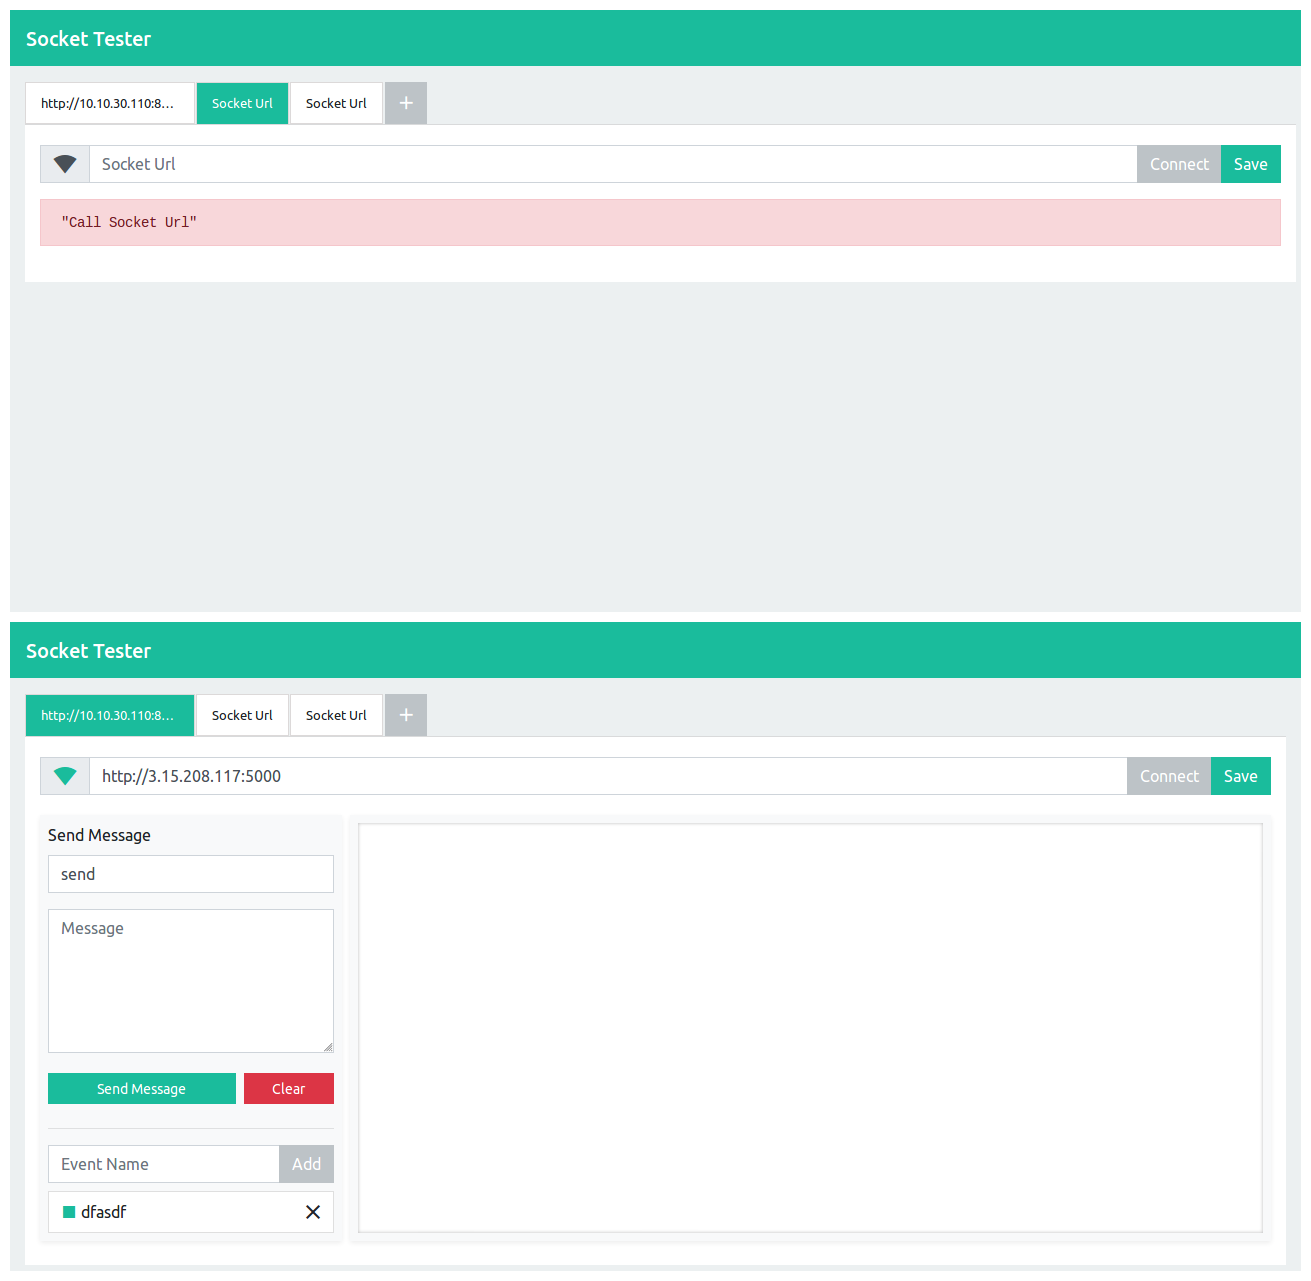 Socket Tester
http://10.10.30.110:8... Socket Url Socket Url +
Socket Url Connect Save
"Call Socket Url"
Socket Tester
http://10.10.30.110:8... Socket Url Socket Url +
http://3.15.208.117:5000 Connect Save
Send Message
send
Message
Send Message Clear
Event Name Add
dfasdf